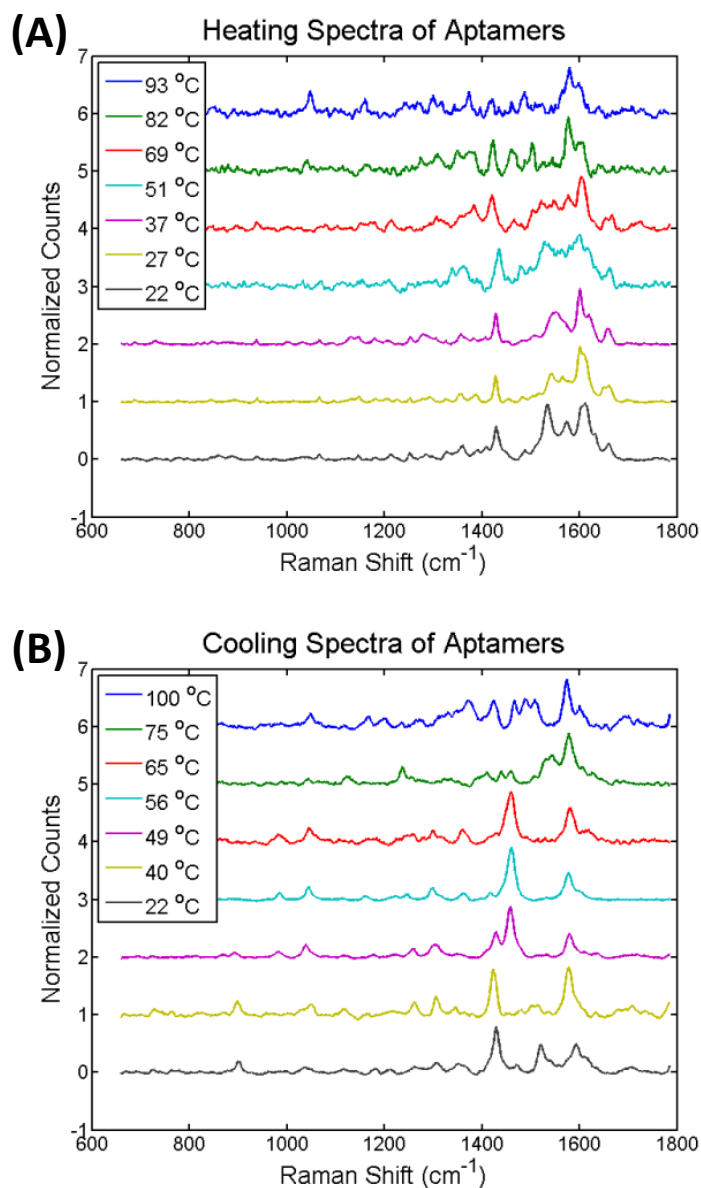 (A)
Heating Spectra of Aptamers
7
6
5
4
3
2
1
0
-1
93 °C
82 °C
69 °C
51 °C
37 °C
27 °C
22 °C
Normalized Counts
600 800 1000 1200 1400 1600 1800
Raman Shift (cm⁻¹)
(B)
Cooling Spectra of Aptamers
7
6
5
4
3
2
1
0
-1
100 °C
75 °C
65 °C
56 °C
49 °C
40 °C
22 °C
Normalized Counts
600 800 1000 1200 1400 1600 1800
Raman Shift (cm⁻¹)